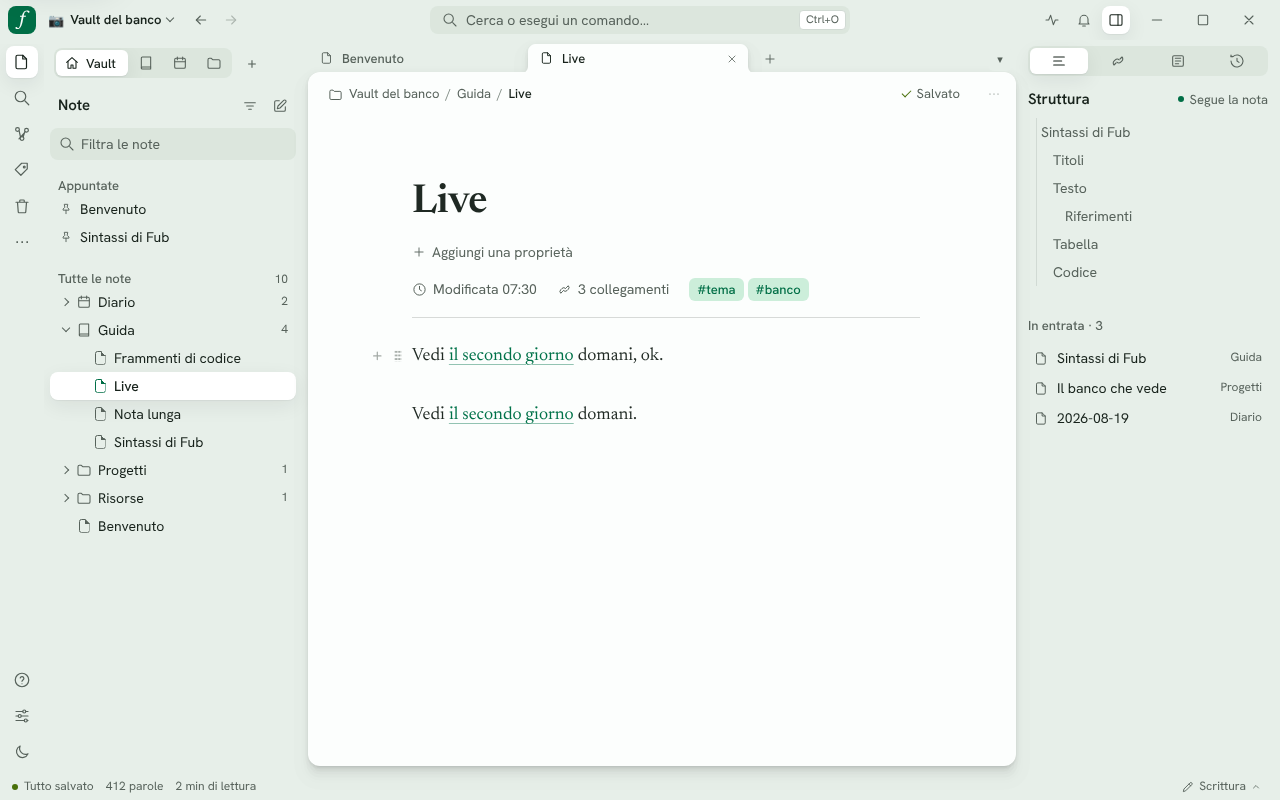 f
Vault del banco
Cerca o esegui un comando…
Ctrl+O
Vault
Note
Filtra le note
Appuntate
Benvenuto
Sintassi di Fub
Tutte le note 10
Diario 2
Guida 4
Frammenti di codice
Live
Nota lunga
Sintassi di Fub
Progetti 1
Risorse 1
Benvenuto
Benvenuto
Live
Vault del banco / Guida / Live
Salvato
Live
Aggiungi una proprietà
Modificata 07:30 3 collegamenti #tema #banco
Vedi il secondo giorno domani, ok.
Vedi il secondo giorno domani.
Struttura
Segue la nota
Sintassi di Fub
Titoli
Testo
Riferimenti
Tabella
Codice
In entrata · 3
Sintassi di Fub Guida
Il banco che vede Progetti
2026-08-19 Diario
Tutto salvato 412 parole 2 min di lettura
Scrittura